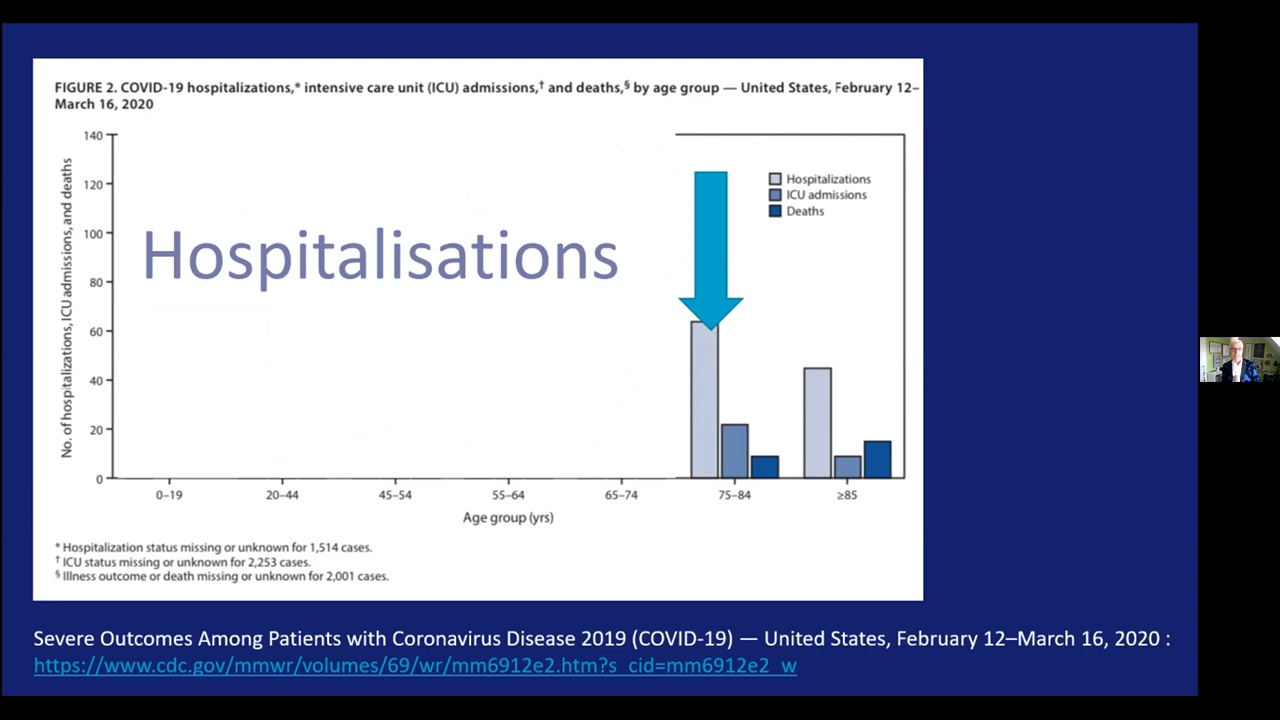 FIGURE 2. COVID-19 hospitalizations,* intensive care unit (ICU) admissions,† and deaths,§ by age group — United States, February 12–
March 16, 2020
No. of hospitalizations, ICU admissions, and deaths
140
120
100
80
60
40
20
0
Hospitalisations
Hospitalizations
ICU admissions
Deaths
0–19 20–44 45–54 55–64 65–74 75–84 ≥85
Age group (yrs)
* Hospitalization status missing or unknown for 1,514 cases.
† ICU status missing or unknown for 2,253 cases.
§ Illness outcome or death missing or unknown for 2,001 cases.
Severe Outcomes Among Patients with Coronavirus Disease 2019 (COVID-19) — United States, February 12–March 16, 2020 :
https://www.cdc.gov/mmwr/volumes/69/wr/mm6912e2.htm?s_cid=mm6912e2_w